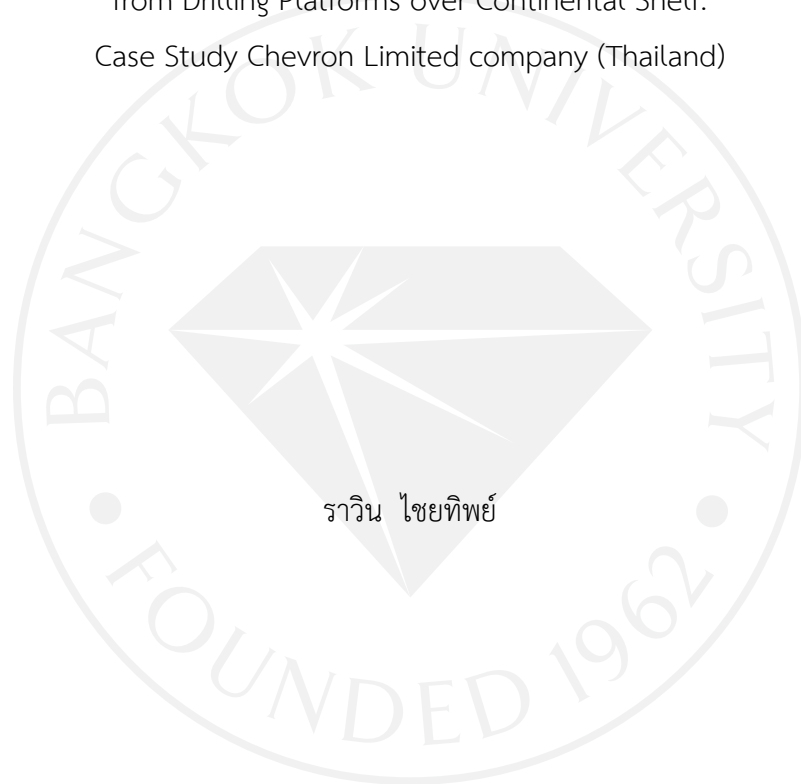 from Drilling Platforms over Continental Shelf:
Case Study Chevron Limited company (Thailand)
BANGKOK UNIVERSITY
ราวิน ไชยทิพย์
FOUNDED 1962